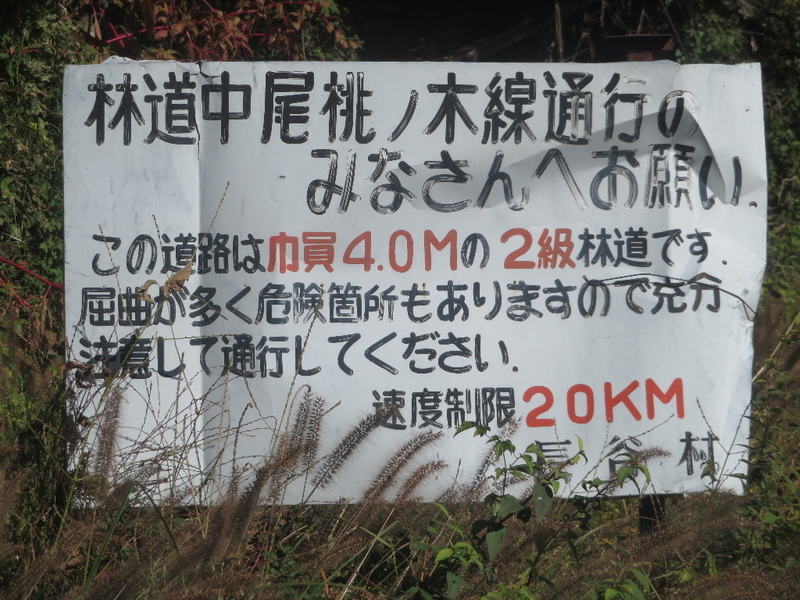 林道中尾桃ノ木線通行の
みなさんへお願い.
この道路は巾員4.0Mの2級林道です.
屈曲が多く危険箇所もありますので充分
注意して通行してください.
速度制限20KM
長谷村